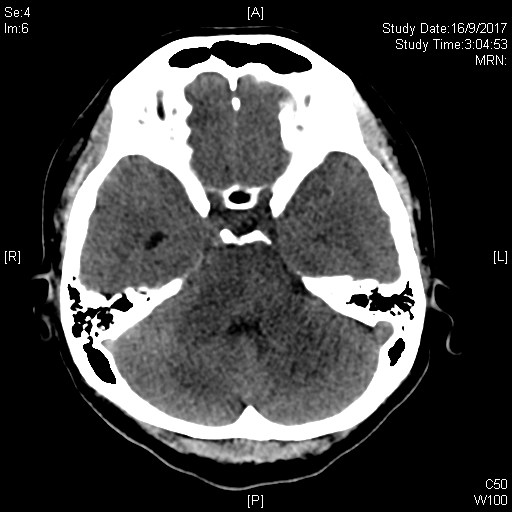 Se:4
Im:6
[A]
Study Date:16/9/2017
Study Time:3:04:53
MRN:
[R]
[L]
[P]
C50
W100